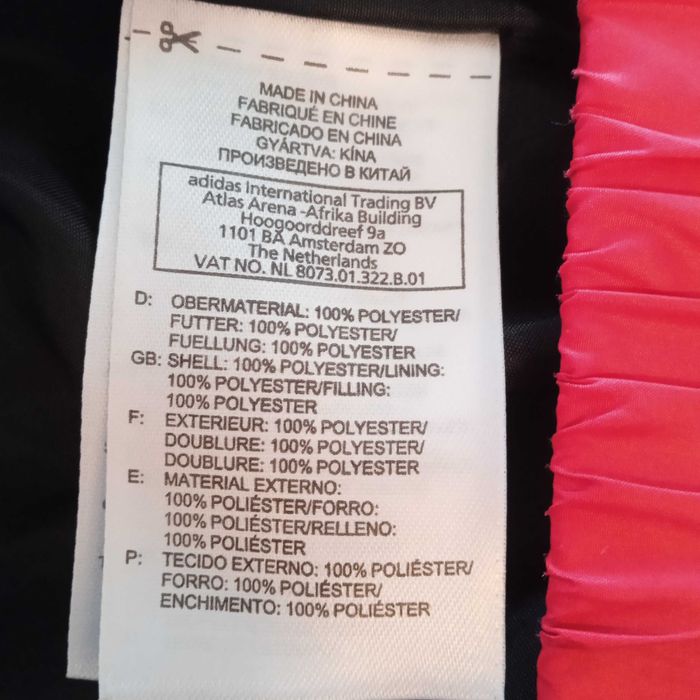 MADE IN CHINA
FABRIQUÉ EN CHINE
FABRICADO EN CHINA
GYÁRTVA: KÍNA
ПРОИЗВЕДЕНО В КИТАЙ
adidas International Trading BV
Atlas Arena -Afrika Building
Hoogoorddreef 9a
1101 BA Amsterdam ZO
The Netherlands
VAT NO. NL 8073.01.322.B.01
D: OBERMATERIAL: 100% POLYESTER/
FUTTER: 100% POLYESTER/
FUELLUNG: 100% POLYESTER
GB: SHELL: 100% POLYESTER/LINING:
100% POLYESTER/FILLING:
100% POLYESTER
F: EXTERIEUR: 100% POLYESTER/
DOUBLURE: 100% POLYESTER/
DOUBLURE: 100% POLYESTER
E: MATERIAL EXTERNO:
100% POLIÉSTER/FORRO:
100% POLIÉSTER/RELLENO:
100% POLIÉSTER
P: TECIDO EXTERNO: 100% POLIÉSTER/
FORRO: 100% POLIÉSTER/
ENCHIMENTO: 100% POLIÉSTER